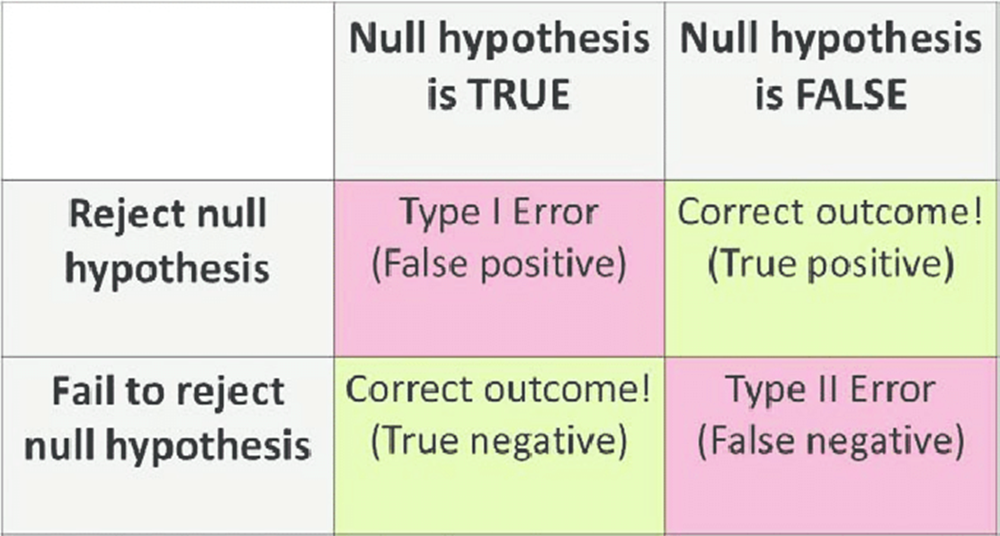 Null hypothesis
is TRUE
Null hypothesis
is FALSE
Reject null
hypothesis
Type I Error
(False positive)
Correct outcome!
(True positive)
Fail to reject
null hypothesis
Correct outcome!
(True negative)
Type II Error
(False negative)